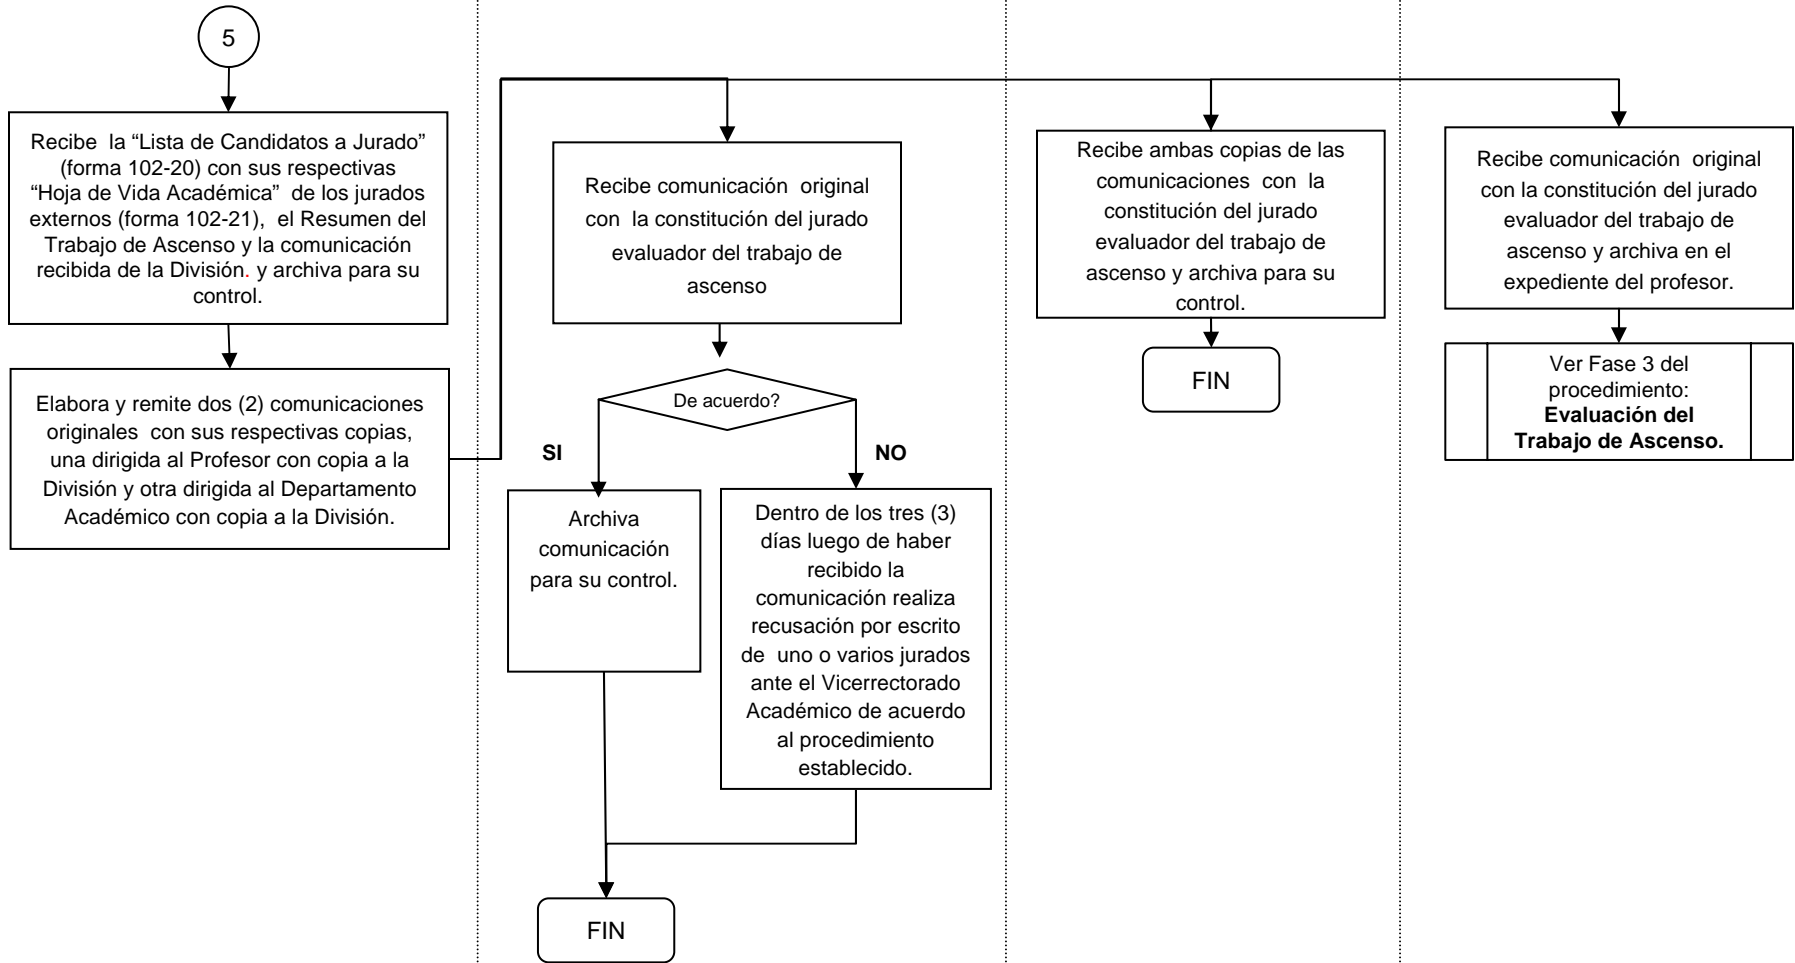 5
Recibe la “Lista de Candidatos a Jurado”
(forma 102-20) con sus respectivas
“Hoja de Vida Académica” de los jurados
externos (forma 102-21), el Resumen del
Trabajo de Ascenso y la comunicación
recibida de la División. y archiva para su
control.
Elabora y remite dos (2) comunicaciones
originales con sus respectivas copias,
una dirigida al Profesor con copia a la
División y otra dirigida al Departamento
Académico con copia a la División.
Recibe comunicación original
con la constitución del jurado
evaluador del trabajo de
ascenso
De acuerdo?
SI
NO
Archiva
comunicación
para su control.
Dentro de los tres (3)
días luego de haber
recibido la
comunicación realiza
recusación por escrito
de uno o varios jurados
ante el Vicerrectorado
Académico de acuerdo
al procedimiento
establecido.
FIN
Recibe ambas copias de las
comunicaciones con la
constitución del jurado
evaluador del trabajo de
ascenso y archiva para su
control.
FIN
Recibe comunicación original
con la constitución del jurado
evaluador del trabajo de
ascenso y archiva en el
expediente del profesor.
Ver Fase 3 del
procedimiento:
Evaluación del
Trabajo de Ascenso.